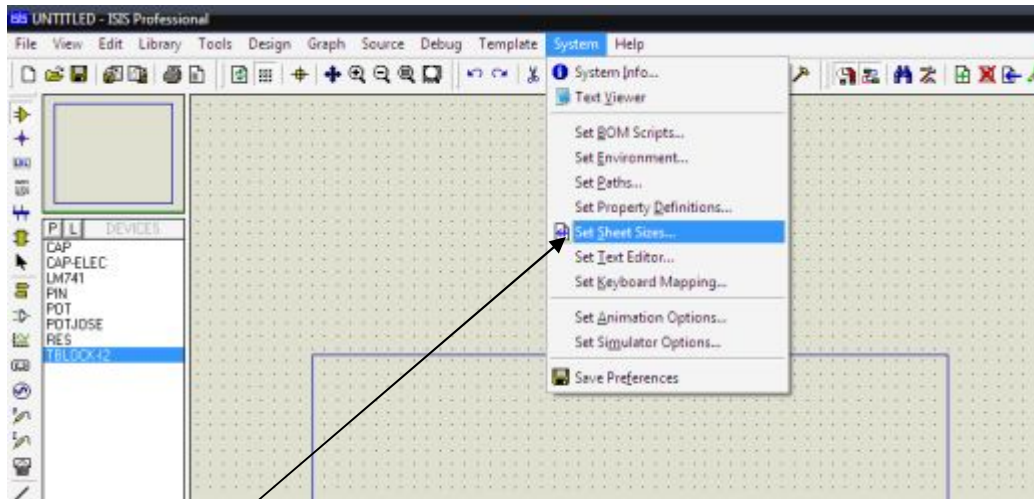 isis UNTITLED - ISIS Professional
File View Edit Library Tools Design Graph Source Debug Template System Help
System Info...
Text Viewer
Set BOM Scripts...
Set Environment...
Set Paths...
Set Property Definitions...
Set Sheet Sizes...
Set Text Editor...
Set Keyboard Mapping...
Set Animation Options...
Set Simulator Options...
Save Preferences
P L DEVICES
CAP
CAP-ELEC
LM741
PIN
POT
POTJOSE
RES
TBLOCK-I2